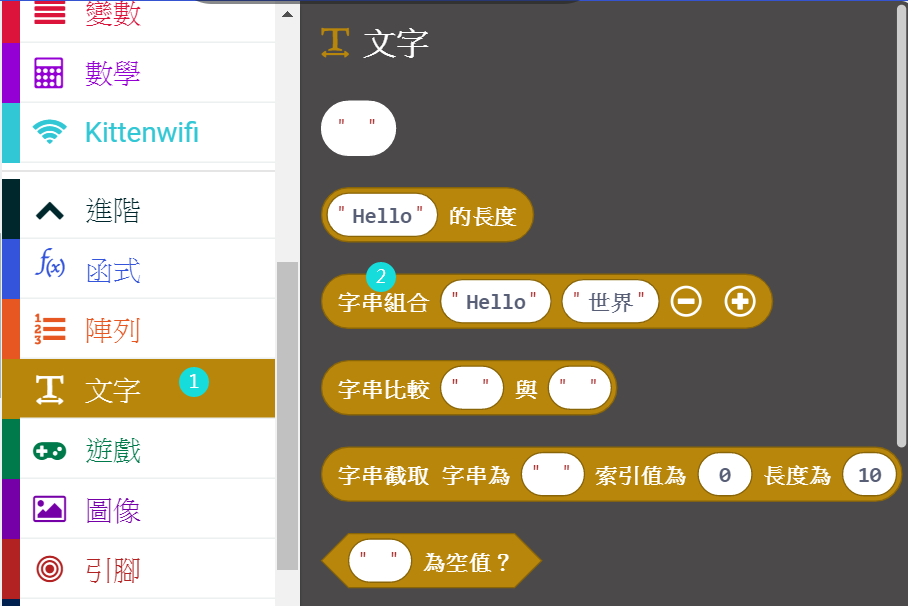 變數
數學
Kittenwifi
進階
f(x) 函式
1 2 3 陣列
T 文字 1
遊戲
圖像
引腳
T 文字
" "
"Hello" 的長度
2
字串組合 "Hello" "世界"
字串比較 " " 與 " "
字串截取 字串為 " " 索引值為 0 長度為 10
" " 為空值？